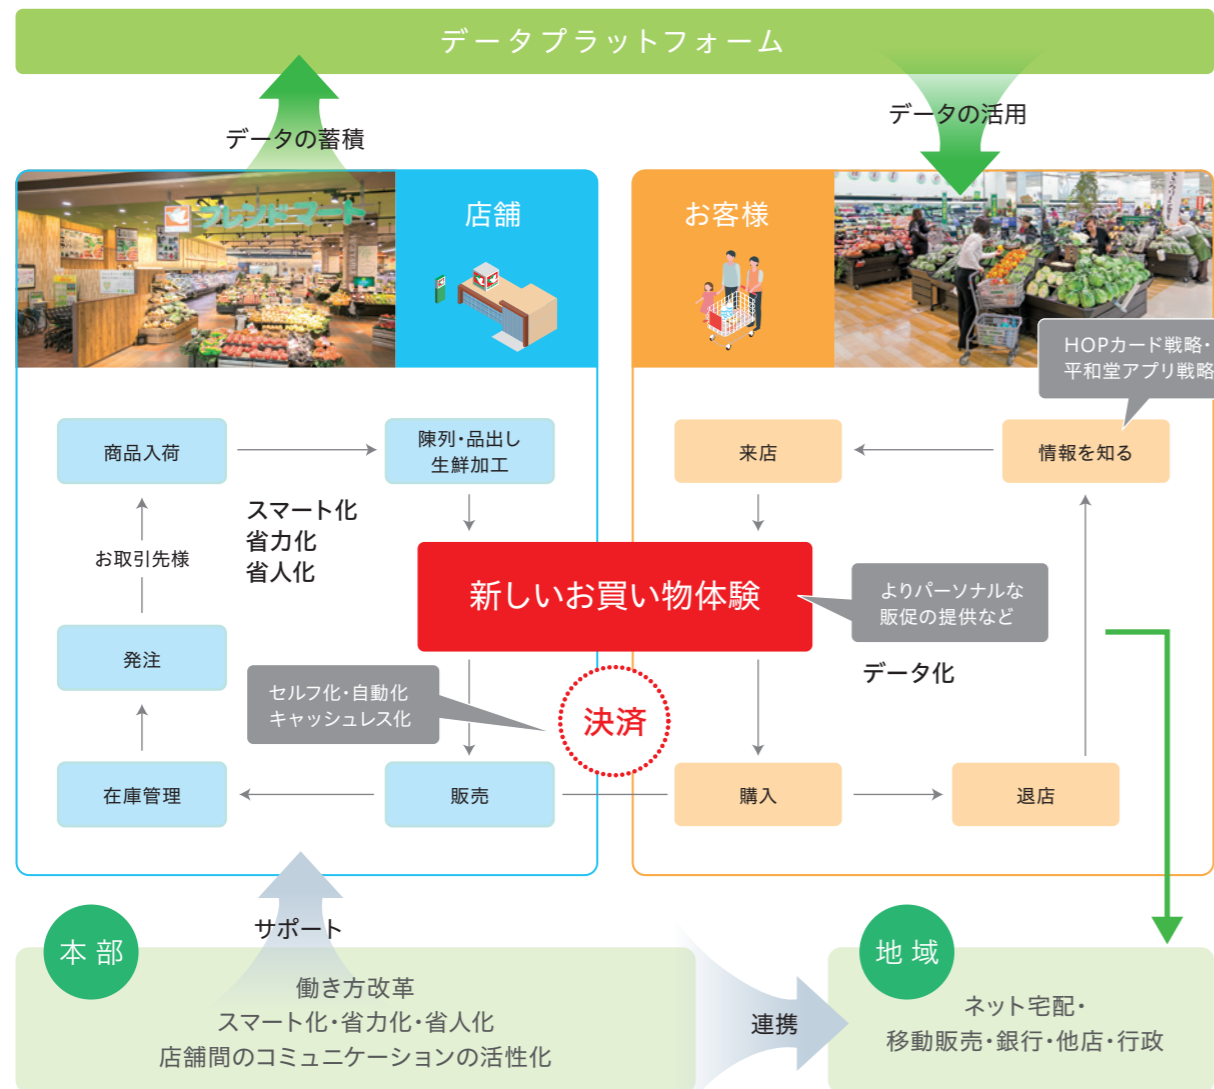 データプラットフォーム
データの蓄積
データの活用
フレンドマート
店舗
お客様
HOPカード戦略・
平和堂アプリ戦略
商品入荷
陳列・品出し
生鮮加工
来店
情報を知る
スマート化
省力化
省人化
お取引先様
新しいお買い物体験
よりパーソナルな
販促の提供など
発注
データ化
セルフ化・自動化
キャッシュレス化
決済
在庫管理
販売
購入
退店
サポート
本部
働き方改革
スマート化・省力化・省人化
店舗間のコミュニケーションの活性化
連携
地域
ネット宅配・
移動販売・銀行・他店・行政